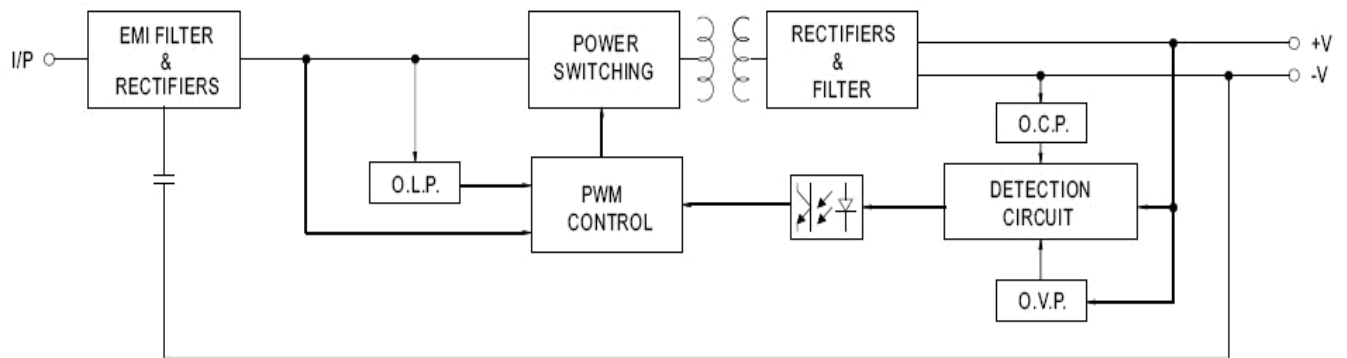 I/P
EMI FILTER
&
RECTIFIERS
POWER
SWITCHING
RECTIFIERS
&
FILTER
+V
-V
O.C.P.
O.L.P.
PWM
CONTROL
DETECTION
CIRCUIT
O.V.P.